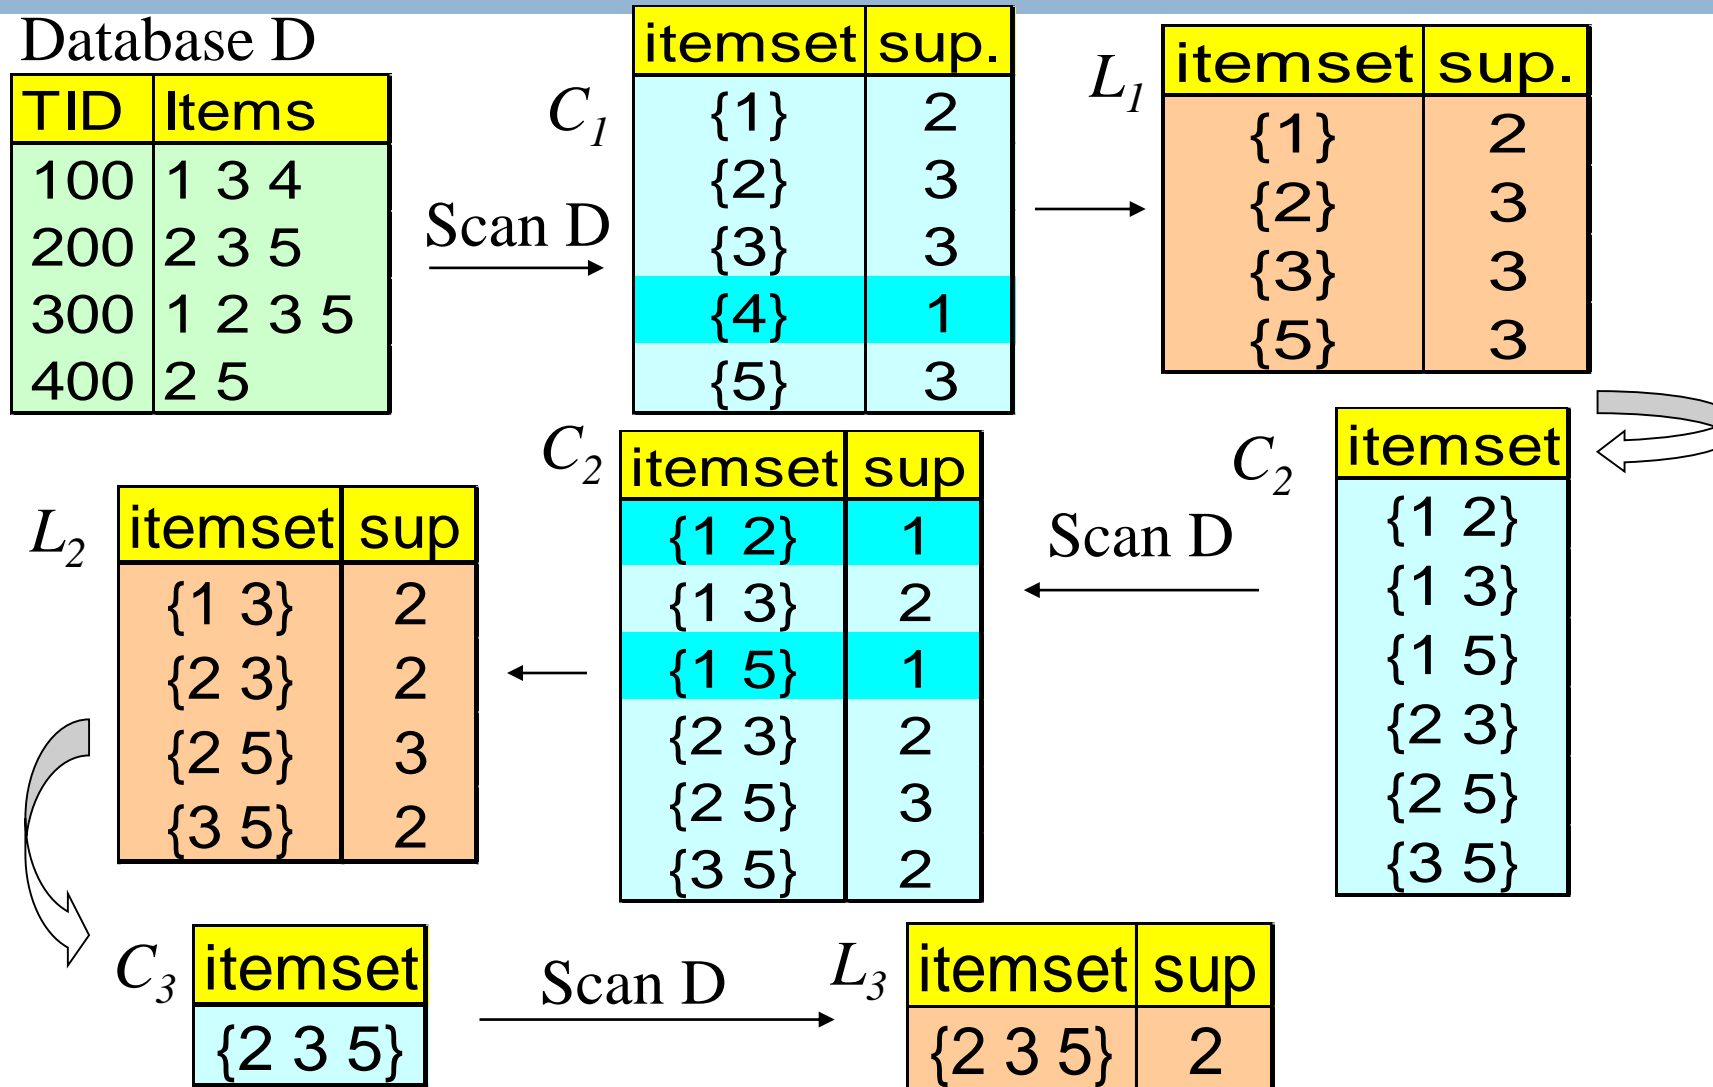 Database D
TID Items
100 1 3 4
200 2 3 5
300 1 2 3 5
400 2 5
Scan D
C1
itemset sup.
{1} 2
{2} 3
{3} 3
{4} 1
{5} 3
L1
itemset sup.
{1} 2
{2} 3
{3} 3
{5} 3
C2
itemset
{1 2}
{1 3}
{1 5}
{2 3}
{2 5}
{3 5}
Scan D
C2
itemset sup
{1 2} 1
{1 3} 2
{1 5} 1
{2 3} 2
{2 5} 3
{3 5} 2
L2
itemset sup
{1 3} 2
{2 3} 2
{2 5} 3
{3 5} 2
C3
itemset
{2 3 5}
Scan D
L3
itemset sup
{2 3 5} 2